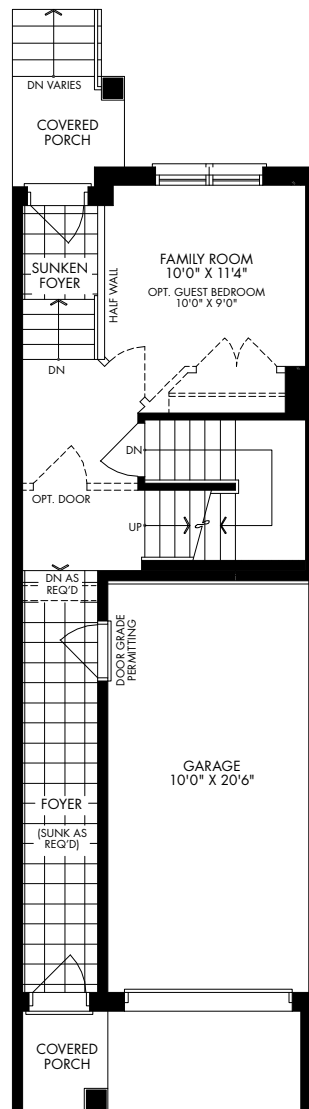 DN VARIES
COVERED
PORCH
SUNKEN
FOYER
HALF WALL
FAMILY ROOM
10'0" X 11'4"
OPT. GUEST BEDROOM
10'0" X 9'0"
DN
DN
OPT. DOOR
UP
DN AS
REQ'D
DOOR GRADE
PERMITTING
GARAGE
10'0" X 20'6"
FOYER
(SUNK AS
REQ'D)
COVERED
PORCH